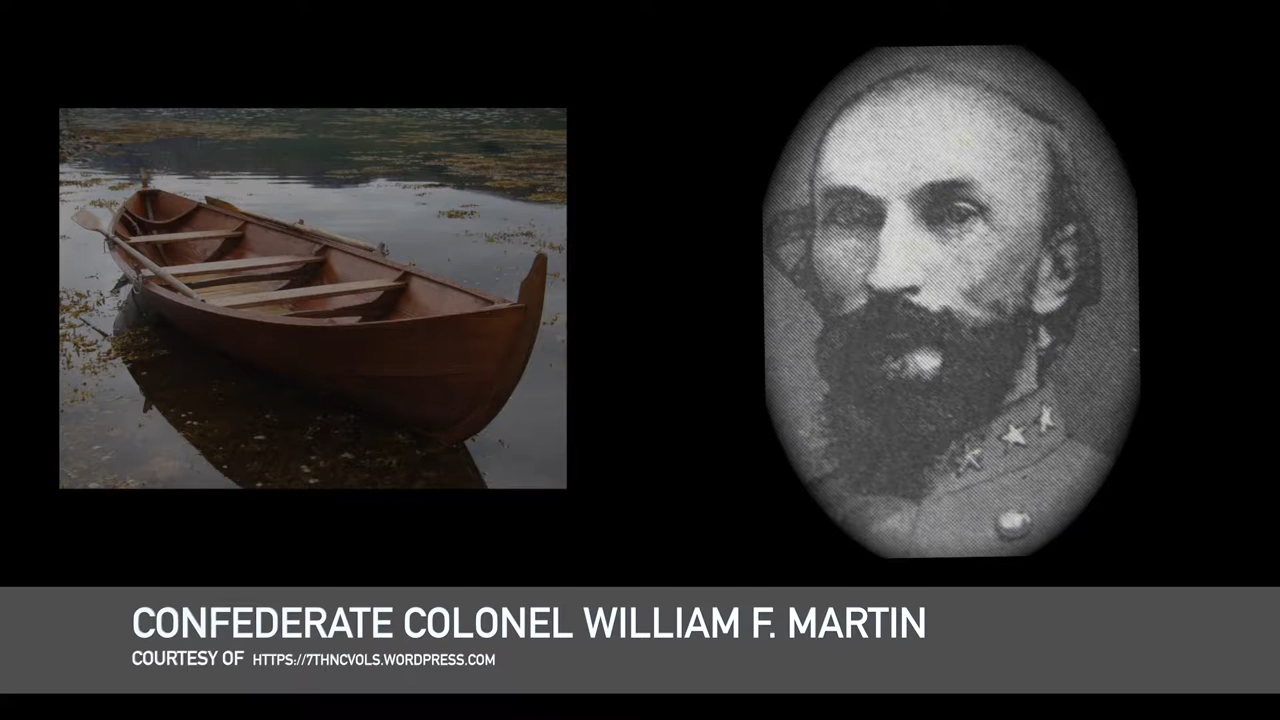 CONFEDERATE COLONEL WILLIAM F. MARTIN
COURTESY OF HTTPS://7THNCVOLS.WORDPRESS.COM